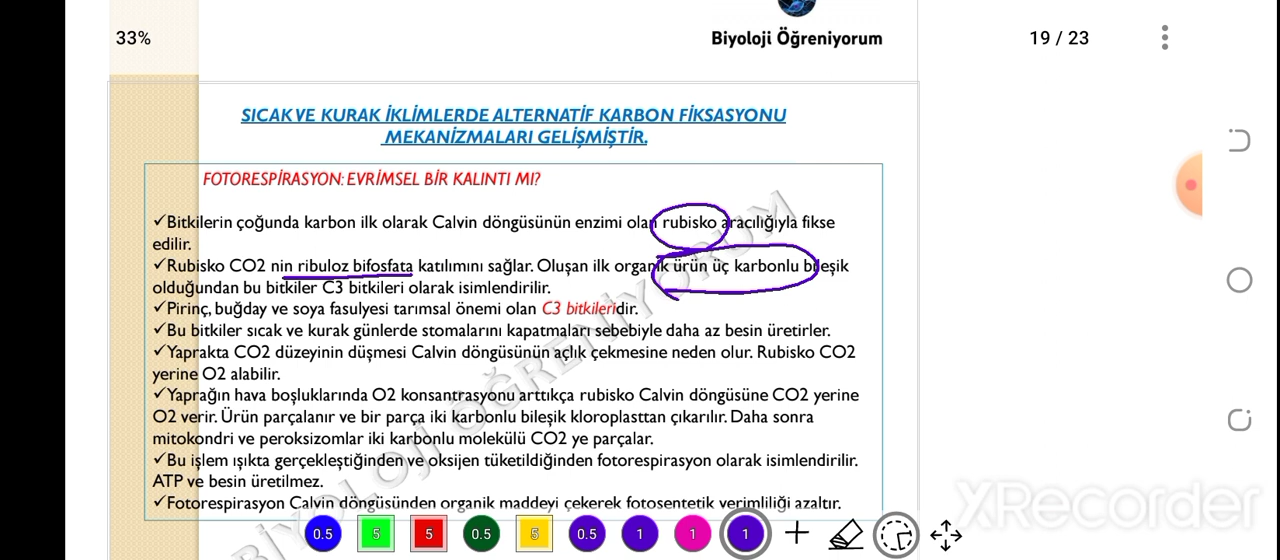 33%
Biyoloji Öğreniyorum
19 / 23
SICAK VE KURAK İKLİMLERDE ALTERNATİF KARBON FİKSASYONU
MEKANİZMALARI GELİŞMİŞTİR.
FOTORESPİRASYON: EVRİMSEL BİR KALINTI MI?
✓Bitkilerin çoğunda karbon ilk olarak Calvin döngüsünün enzimi olan rubisko aracılığıyla fikse
edilir.
✓Rubisko CO2 nin ribuloz bifosfata katılımını sağlar. Oluşan ilk organik ürün üç karbonlu bileşik
olduğundan bu bitkiler C3 bitkileri olarak isimlendirilir.
✓Pirinç, buğday ve soya fasulyesi tarımsal önemi olan C3 bitkileridir.
✓Bu bitkiler sıcak ve kurak günlerde stomalarını kapatmaları sebebiyle daha az besin üretirler.
✓Yaprakta CO2 düzeyinin düşmesi Calvin döngüsünün açlık çekmesine neden olur. Rubisko CO2
yerine O2 alabilir.
✓Yaprağın hava boşluklarında O2 konsantrasyonu arttıkça rubisko Calvin döngüsüne CO2 yerine
O2 verir. Ürün parçalanır ve bir parça iki karbonlu bileşik kloroplasttan çıkarılır. Daha sonra
mitokondri ve peroksizomlar iki karbonlu molekülü CO2 ye parçalar.
✓Bu işlem ışıkta gerçekleştiğinden ve oksijen tüketildiğinden fotorespirasyon olarak isimlendirilir.
ATP ve besin üretilmez.
✓Fotorespirasyon Calvin döngüsünden organik maddeyi çekerek fotosentetik verimliliği azaltır.
BİYOLOJİ ÖĞRENİYORUM
0.5 5 5 0.5 5 0.5 1 1 1
XRecorder